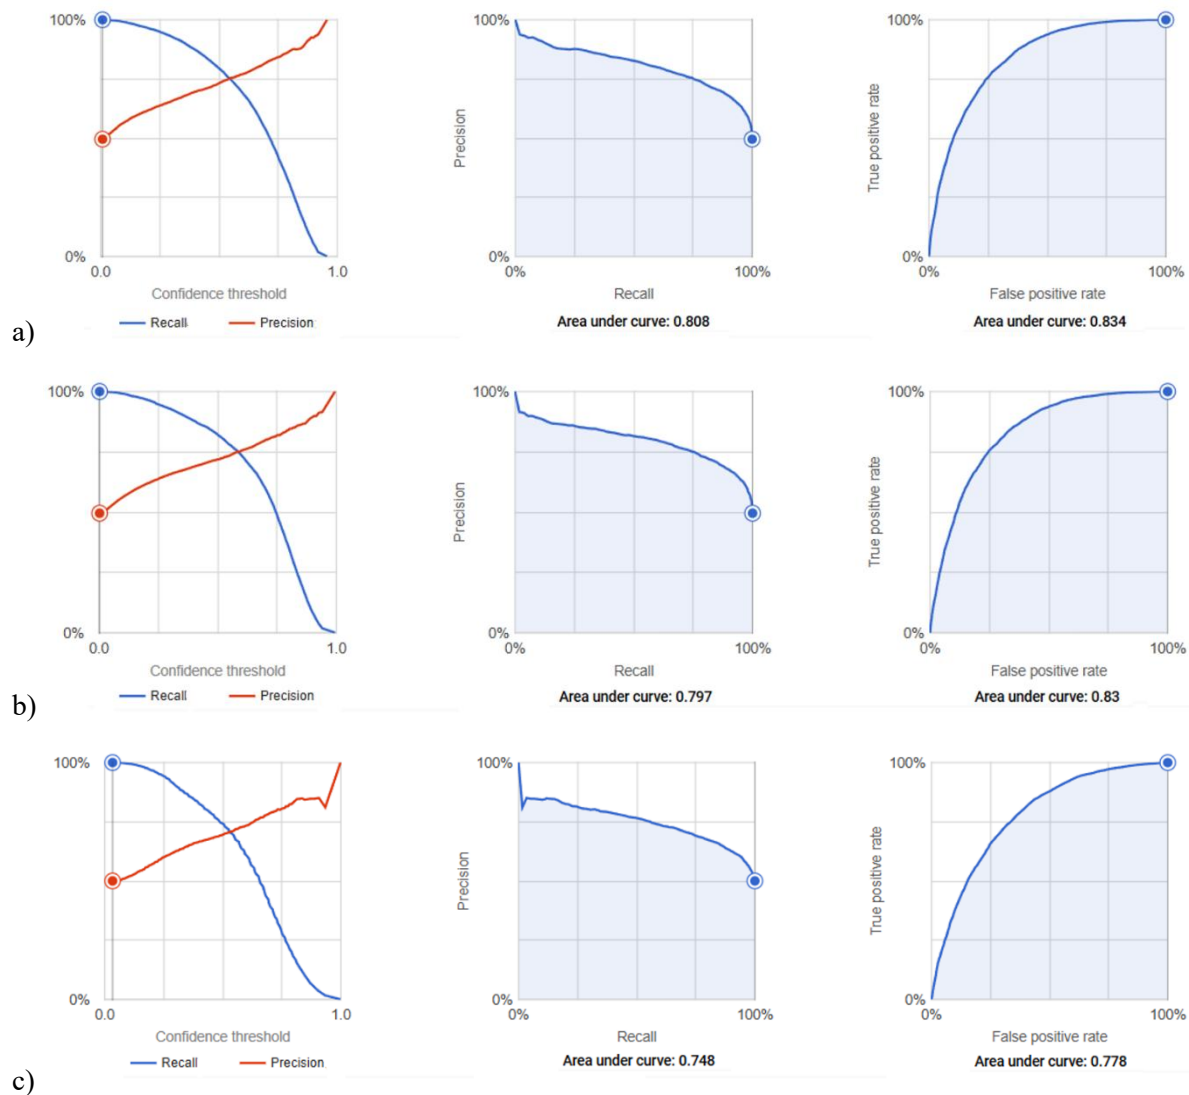 100%
0%
0.0
1.0
Confidence threshold
Recall
Precision
Precision
100%
0%
0%
100%
Recall
Area under curve: 0.808
True positive rate
100%
0%
0%
100%
False positive rate
Area under curve: 0.834
a)
100%
0%
0.0
1.0
Confidence threshold
Recall
Precision
Precision
100%
0%
0%
100%
Recall
Area under curve: 0.797
True positive rate
100%
0%
0%
100%
False positive rate
Area under curve: 0.83
b)
100%
0%
0.0
1.0
Confidence threshold
Recall
Precision
Precision
100%
0%
0%
100%
Recall
Area under curve: 0.748
True positive rate
100%
0%
0%
100%
False positive rate
Area under curve: 0.778
c)